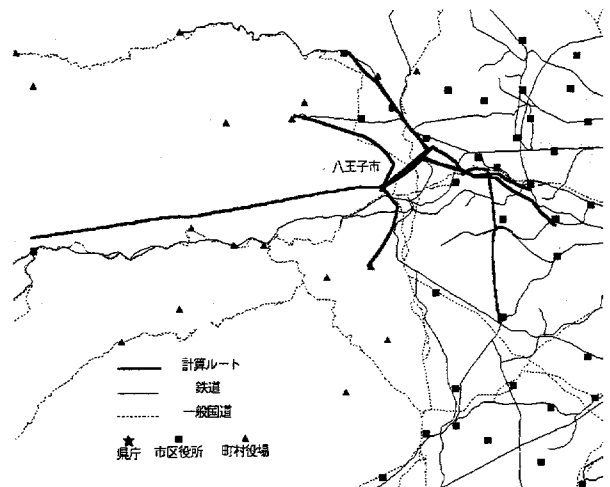 八王子市
計算ルート
鉄道
一般国道
県庁 市区役所 町村役場